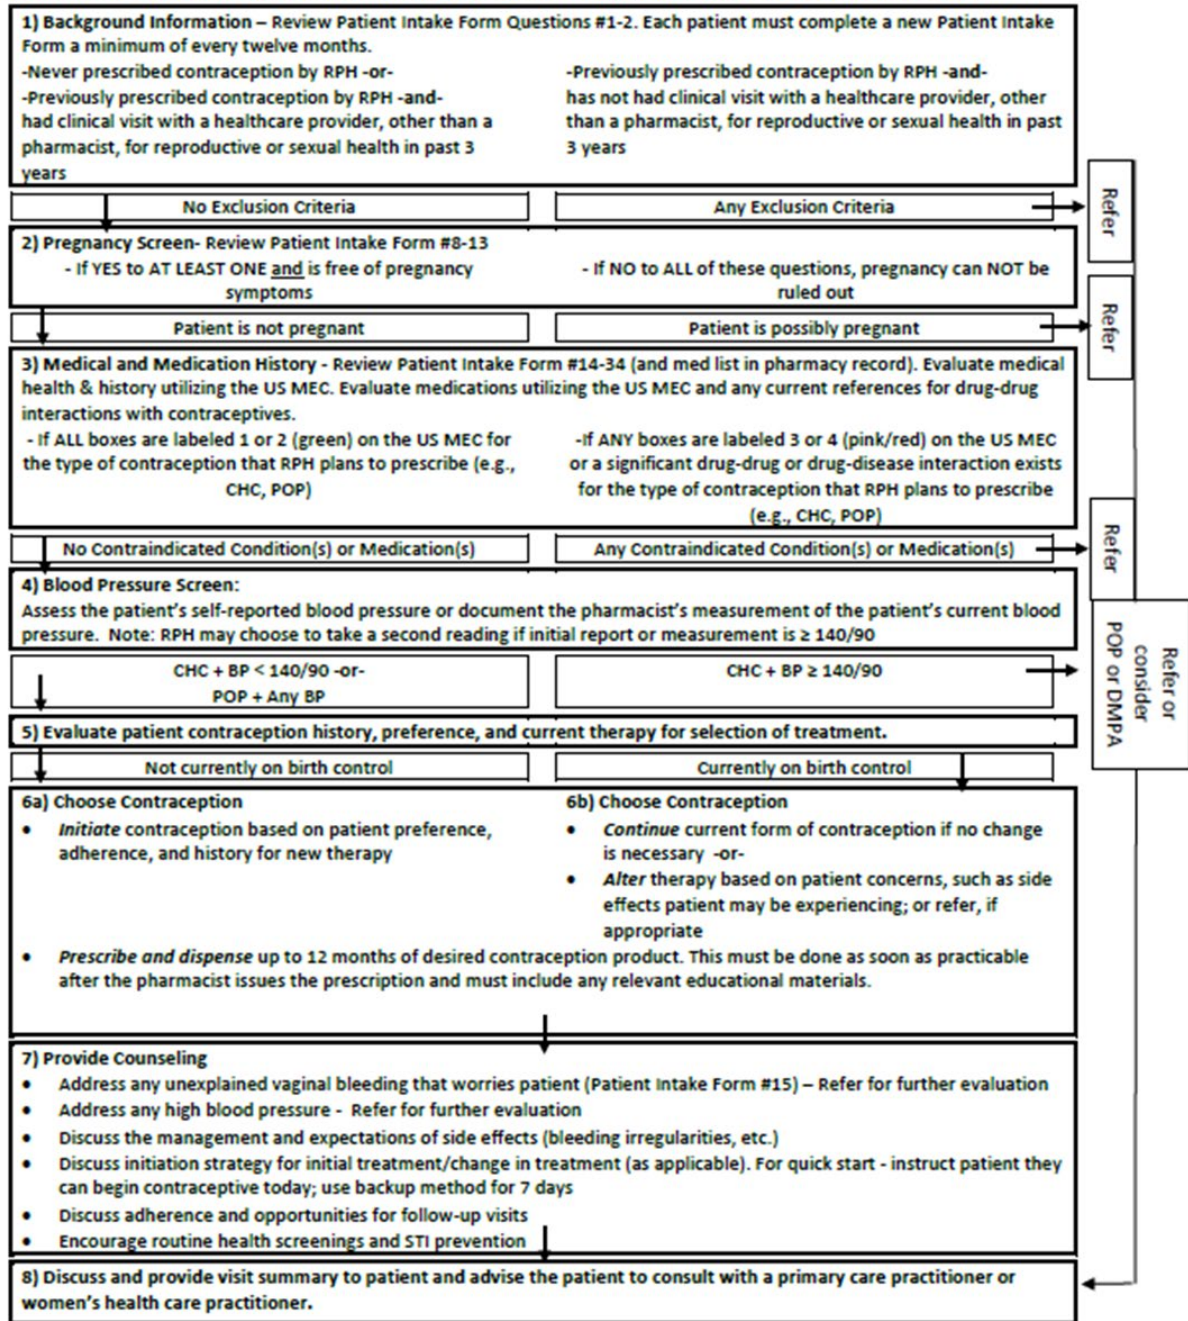 1) Background Information – Review Patient Intake Form Questions #1-2. Each patient must complete a new Patient Intake
Form a minimum of every twelve months.
-Never prescribed contraception by RPH -or-
-Previously prescribed contraception by RPH -and-
had clinical visit with a healthcare provider, other than a
pharmacist, for reproductive or sexual health in past 3
years
-Previously prescribed contraception by RPH -and-
has not had clinical visit with a healthcare provider, other
than a pharmacist, for reproductive or sexual health in past
3 years
No Exclusion Criteria
Any Exclusion Criteria
Refer
2) Pregnancy Screen- Review Patient Intake Form #8-13
- If YES to AT LEAST ONE and is free of pregnancy
symptoms
- If NO to ALL of these questions, pregnancy can NOT be
ruled out
Patient is not pregnant
Patient is possibly pregnant
Refer
3) Medical and Medication History - Review Patient Intake Form #14-34 (and med list in pharmacy record). Evaluate medical
health & history utilizing the US MEC. Evaluate medications utilizing the US MEC and any current references for drug-drug
interactions with contraceptives.
- If ALL boxes are labeled 1 or 2 (green) on the US MEC for
the type of contraception that RPH plans to prescribe (e.g.,
CHC, POP)
-If ANY boxes are labeled 3 or 4 (pink/red) on the US MEC
or a significant drug-drug or drug-disease interaction exists
for the type of contraception that RPH plans to prescribe
(e.g., CHC, POP)
No Contraindicated Condition(s) or Medication(s)
Any Contraindicated Condition(s) or Medication(s)
Refer
4) Blood Pressure Screen:
Assess the patient's self-reported blood pressure or document the pharmacist's measurement of the patient's current blood
pressure. Note: RPH may choose to take a second reading if initial report or measurement is ≥ 140/90
CHC + BP < 140/90 -or-
POP + Any BP
CHC + BP ≥ 140/90
Refer or
consider
POP or DMPA
5) Evaluate patient contraception history, preference, and current therapy for selection of treatment.
Not currently on birth control
Currently on birth control
6a) Choose Contraception
• Initiate contraception based on patient preference,
adherence, and history for new therapy
6b) Choose Contraception
• Continue current form of contraception if no change
is necessary -or-
• Alter therapy based on patient concerns, such as side
effects patient may be experiencing; or refer, if
appropriate
• Prescribe and dispense up to 12 months of desired contraception product. This must be done as soon as practicable
after the pharmacist issues the prescription and must include any relevant educational materials.
7) Provide Counseling
• Address any unexplained vaginal bleeding that worries patient (Patient Intake Form #15) – Refer for further evaluation
• Address any high blood pressure - Refer for further evaluation
• Discuss the management and expectations of side effects (bleeding irregularities, etc.)
• Discuss initiation strategy for initial treatment/change in treatment (as applicable). For quick start - instruct patient they
can begin contraceptive today; use backup method for 7 days
• Discuss adherence and opportunities for follow-up visits
• Encourage routine health screenings and STI prevention
8) Discuss and provide visit summary to patient and advise the patient to consult with a primary care practitioner or
women's health care practitioner.